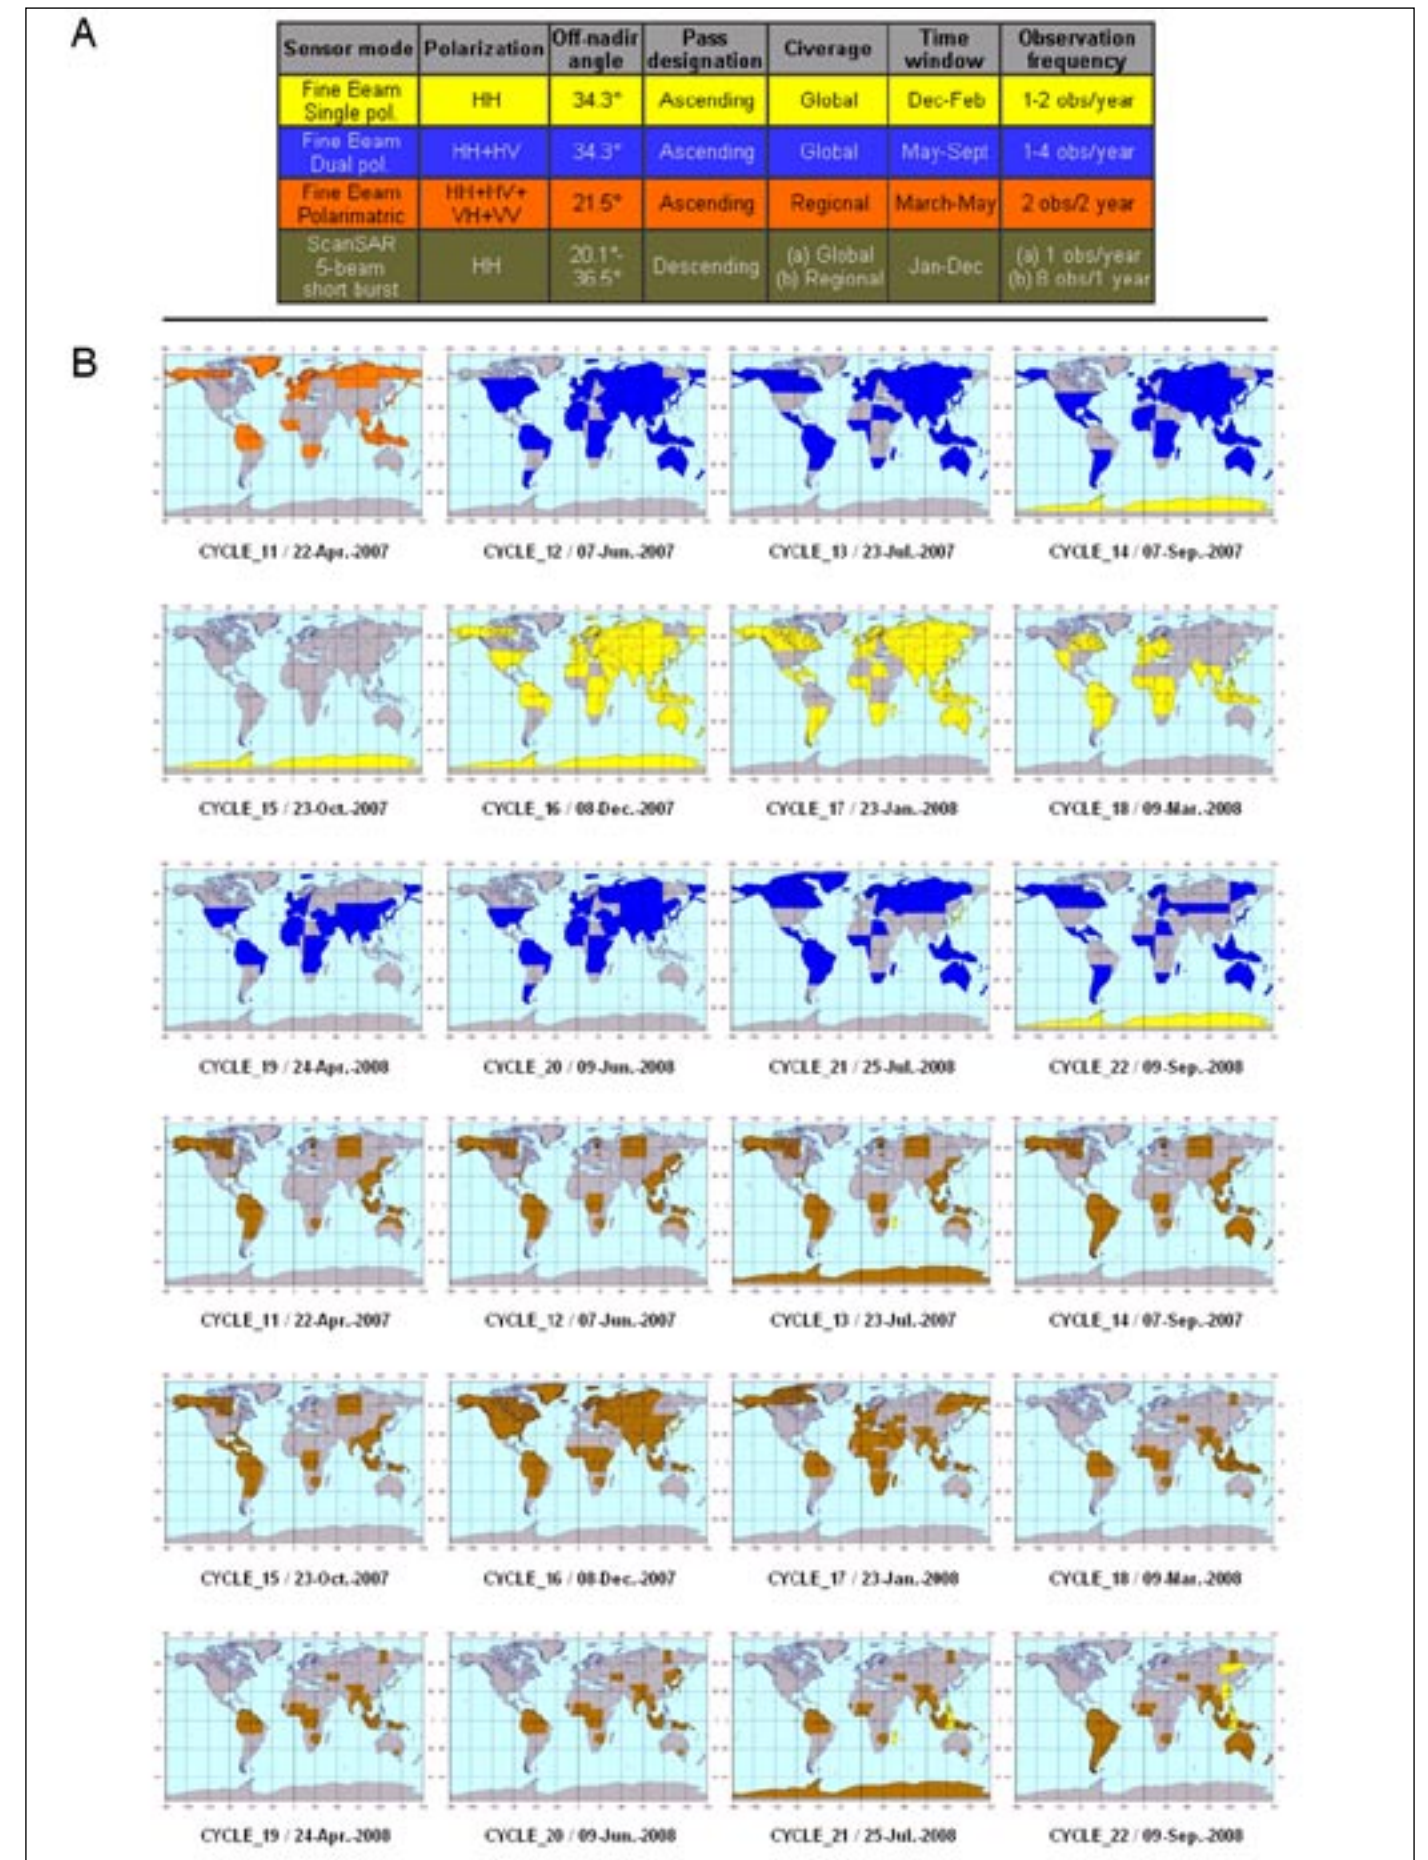 A
Sensor mode Polarization Off-nadir angle Pass designation Civerage Time window Observation frequency
Fine Beam Single pol. HH 34.3° Ascending Global Dec-Feb 1-2 obs/year
Fine Beam Dual pol. HH+HV 34.3° Ascending Global May-Sept 1-4 obs/year
Fine Beam Polarimatric HH+HV+ VH+VV 21.5° Ascending Regional March-May 2 obs/2 year
ScanSAR 5-beam short burst HH 20.1°- 36.5° Descending (a) Global (b) Regional Jan-Dec (a) 1 obs/year (b) 8 obs/1 year
B
CYCLE_11 / 22-Apr.-2007 CYCLE_12 / 07-Jun.-2007 CYCLE_13 / 23-Jul.-2007 CYCLE_14 / 07-Sep.-2007
CYCLE_15 / 23-Oct.-2007 CYCLE_16 / 08-Dec.-2007 CYCLE_17 / 23-Jan.-2008 CYCLE_18 / 09-Mar.-2008
CYCLE_19 / 24-Apr.-2008 CYCLE_20 / 09-Jun.-2008 CYCLE_21 / 25-Jul.-2008 CYCLE_22 / 09-Sep.-2008
CYCLE_11 / 22-Apr.-2007 CYCLE_12 / 07-Jun.-2007 CYCLE_13 / 23-Jul.-2007 CYCLE_14 / 07-Sep.-2007
CYCLE_15 / 23-Oct.-2007 CYCLE_16 / 08-Dec.-2007 CYCLE_17 / 23-Jan.-2008 CYCLE_18 / 09-Mar.-2008
CYCLE_19 / 24-Apr.-2008 CYCLE_20 / 09-Jun.-2008 CYCLE_21 / 25-Jul.-2008 CYCLE_22 / 09-Sep.-2008